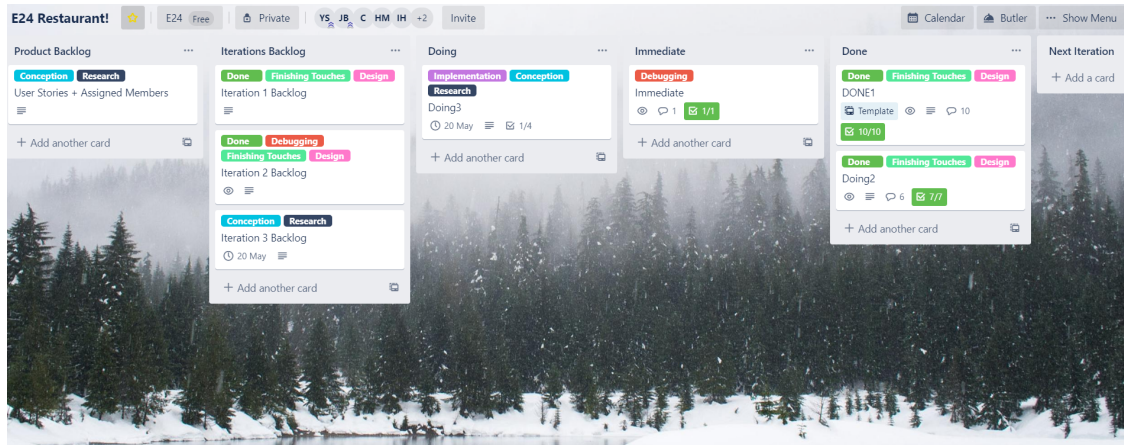 E24 Restaurant! E24 Free Private YS JB C HM IH +2 Invite Calendar Butler ··· Show Menu
Product Backlog ···
Conception Research
User Stories + Assigned Members
+ Add another card
Iterations Backlog ···
Done Finishing Touches Design
Iteration 1 Backlog
Done Debugging
Finishing Touches Design
Iteration 2 Backlog
Conception Research
Iteration 3 Backlog
20 May
+ Add another card
Doing ···
Implementation Conception
Research
Doing3
20 May 1/4
+ Add another card
Immediate ···
Debugging
Immediate
1 1/1
+ Add another card
Done ···
Done Finishing Touches Design
DONE1
Template 10
10/10
Done Finishing Touches Design
Doing2
6 7/7
+ Add another card
Next Iteration
+ Add a card